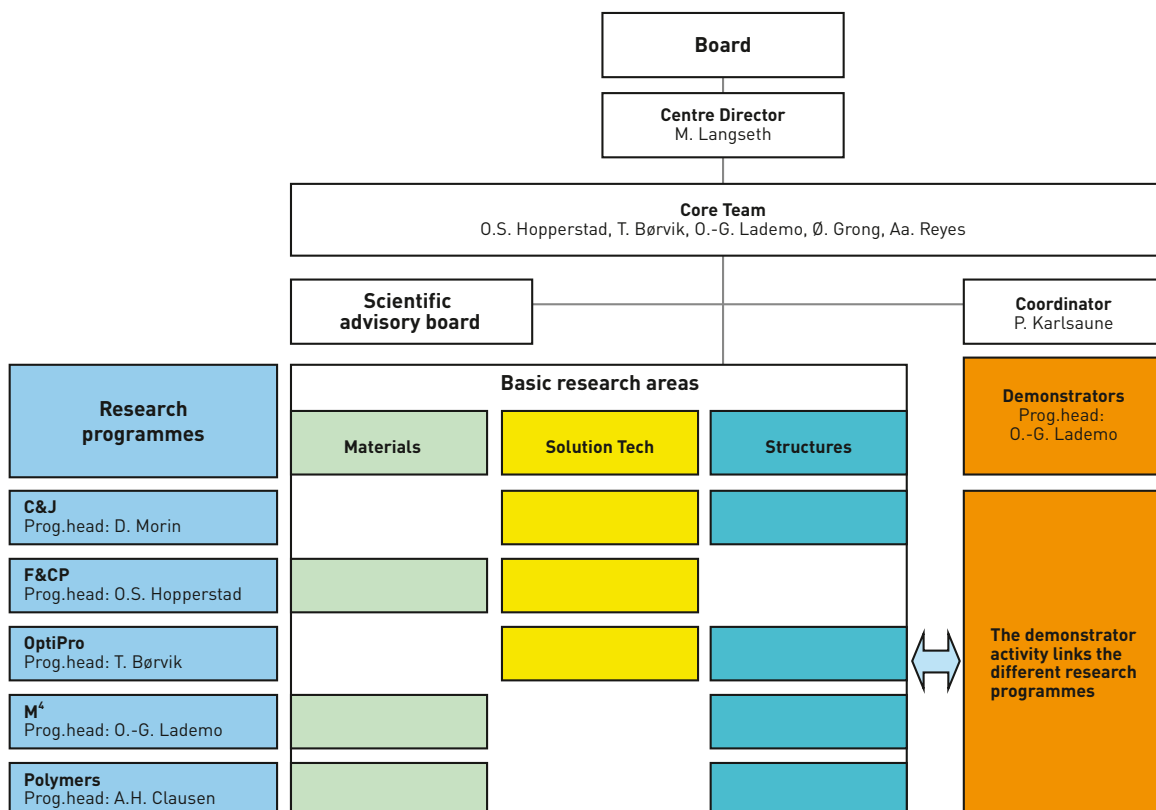 Board
Centre Director
M. Langseth
Core Team
O.S. Hopperstad, T. Børvik, O.-G. Lademo, Ø. Grong, Aa. Reyes
Scientific
advisory board
Coordinator
P. Karlsaune
Research
programmes
Basic research areas
Materials
Solution Tech
Structures
Demonstrators
Prog.head:
O.-G. Lademo
C&J
Prog.head: D. Morin
F&CP
Prog.head: O.S. Hopperstad
OptiPro
Prog.head: T. Børvik
M⁴
Prog.head: O.-G. Lademo
Polymers
Prog.head: A.H. Clausen
The demonstrator
activity links the
different research
programmes